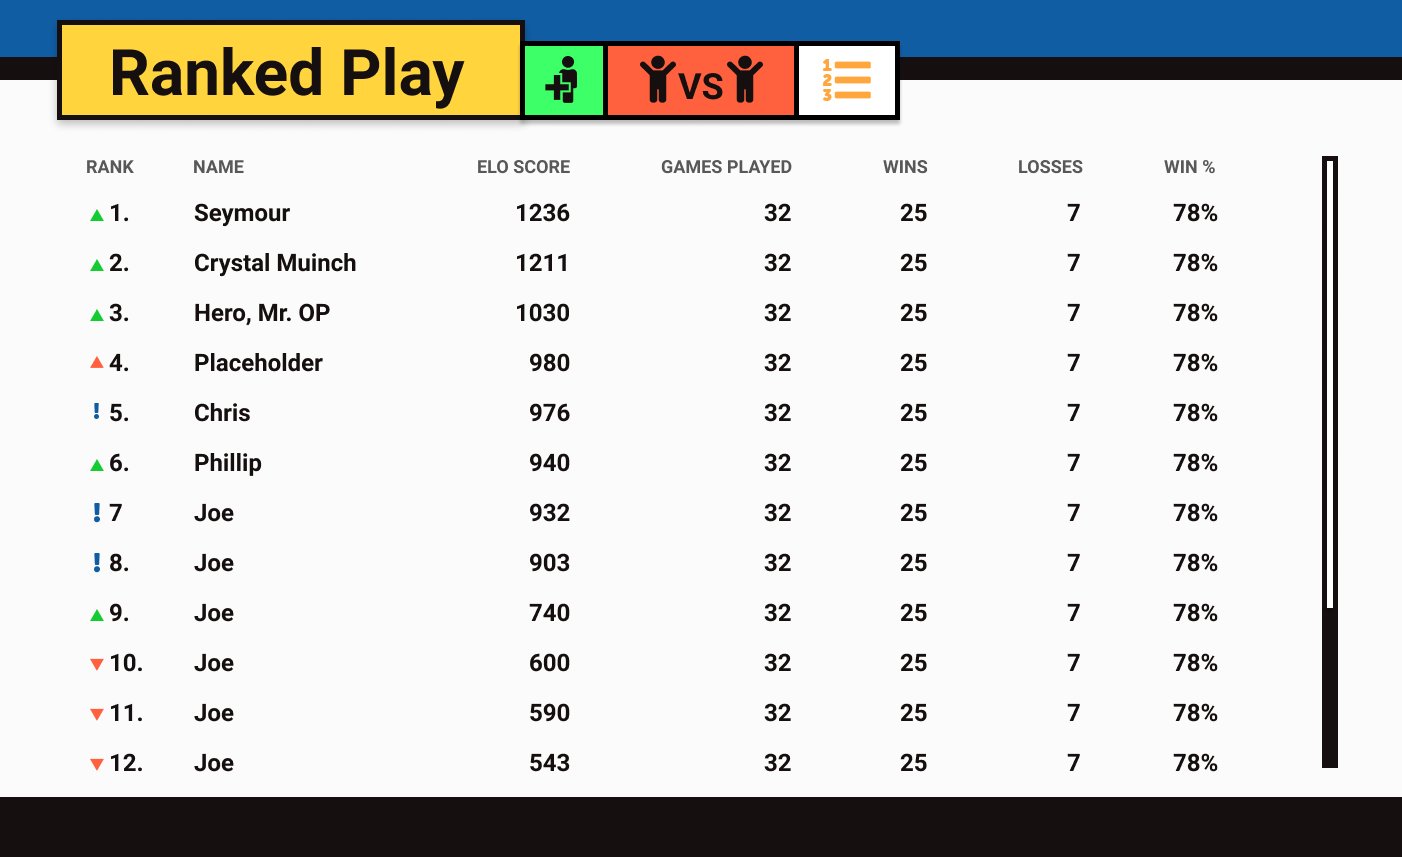 Ranked Play
VS
1
2
3
RANK NAME ELO SCORE GAMES PLAYED WINS LOSSES WIN %
1. Seymour 1236 32 25 7 78%
2. Crystal Muinch 1211 32 25 7 78%
3. Hero, Mr. OP 1030 32 25 7 78%
4. Placeholder 980 32 25 7 78%
! 5. Chris 976 32 25 7 78%
6. Phillip 940 32 25 7 78%
! 7 Joe 932 32 25 7 78%
! 8. Joe 903 32 25 7 78%
9. Joe 740 32 25 7 78%
10. Joe 600 32 25 7 78%
11. Joe 590 32 25 7 78%
12. Joe 543 32 25 7 78%